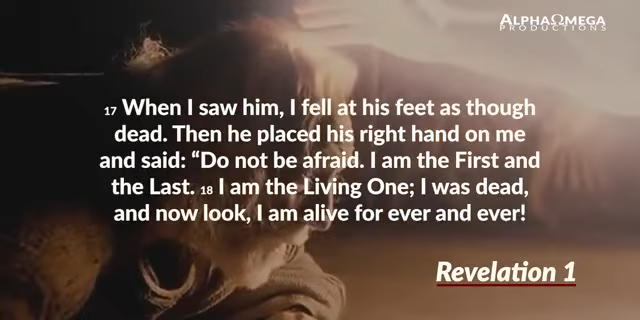 ALPHAΩMEGA
PRODUCTIONS
17 When I saw him, I fell at his feet as though
dead. Then he placed his right hand on me
and said: “Do not be afraid. I am the First and
the Last. 18 I am the Living One; I was dead,
and now look, I am alive for ever and ever!
Revelation 1